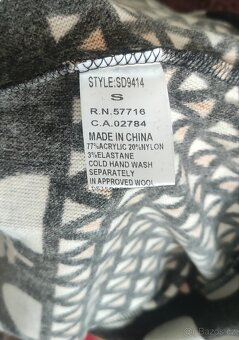 STYLE:SD9414
S
R.N.57716
C.A.02784
MADE IN CHINA
77%ACRYLIC 20%NYLON
3%ELASTANE
COLD HAND WASH
SEPARATELY
IN APPROVED WOOL